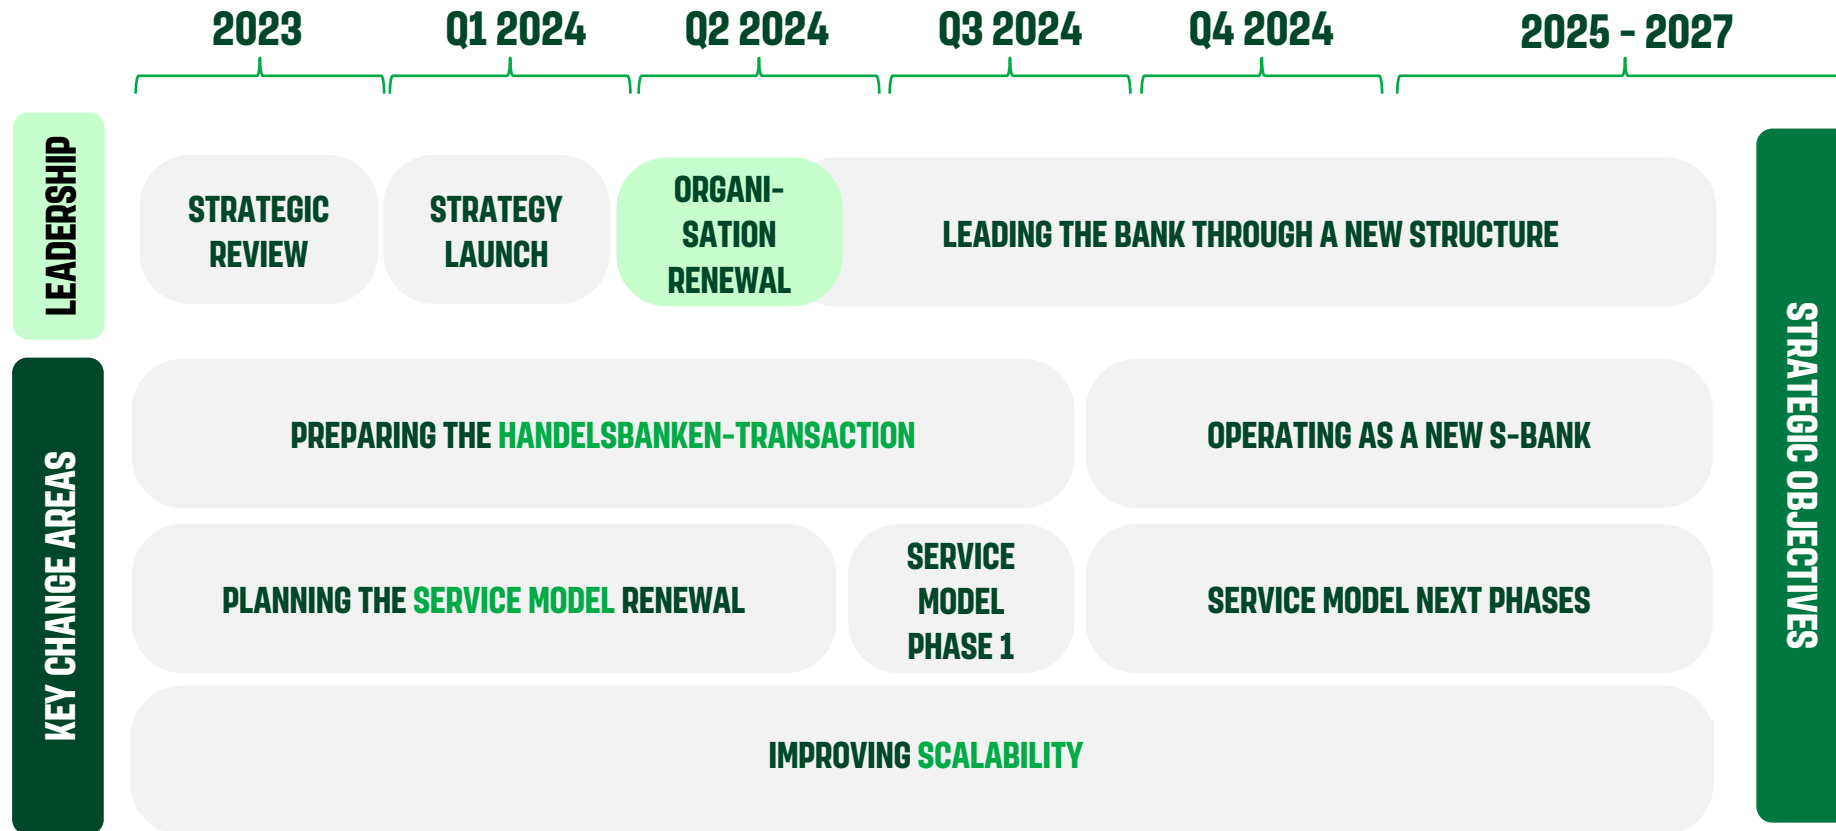 2023
Q1 2024
Q2 2024
Q3 2024
Q4 2024
2025 - 2027
LEADERSHIP
STRATEGIC
REVIEW
STRATEGY
LAUNCH
ORGANI-
SATION
RENEWAL
LEADING THE BANK THROUGH A NEW STRUCTURE
KEY CHANGE AREAS
PREPARING THE HANDELSBANKEN-TRANSACTION
OPERATING AS A NEW S-BANK
PLANNING THE SERVICE MODEL RENEWAL
SERVICE
MODEL
PHASE 1
SERVICE MODEL NEXT PHASES
IMPROVING SCALABILITY
STRATEGIC OBJECTIVES